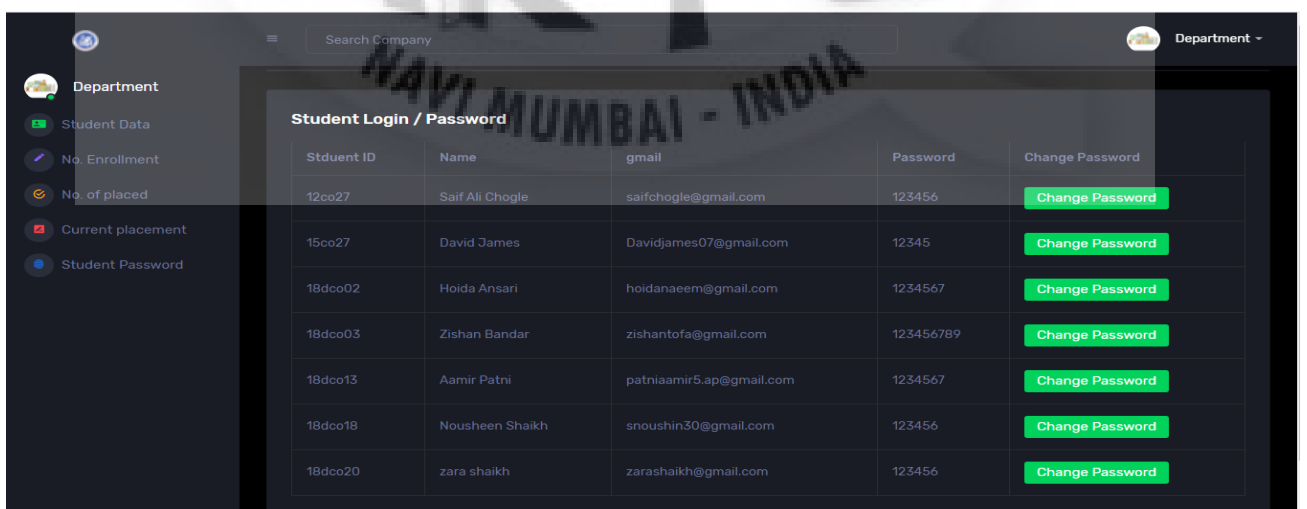 Search Company
Department
Department
Student Data
No. Enrollment
No. of placed
Current placement
Student Password
NAVI MUMBAI - INDIA
Student Login / Password
Stduent ID Name gmail Password Change Password
12co27 Saif Ali Chogle saifchogle@gmail.com 123456 Change Password
15co27 David James Davidjames07@gmail.com 12345 Change Password
18dco02 Hoida Ansari hoidanaeem@gmail.com 1234567 Change Password
18dco03 Zishan Bandar zishantofa@gmail.com 123456789 Change Password
18dco13 Aamir Patni patniaamir5.ap@gmail.com 1234567 Change Password
18dco18 Nousheen Shaikh snoushin30@gmail.com 123456 Change Password
18dco20 zara shaikh zarashaikh@gmail.com 123456 Change Password